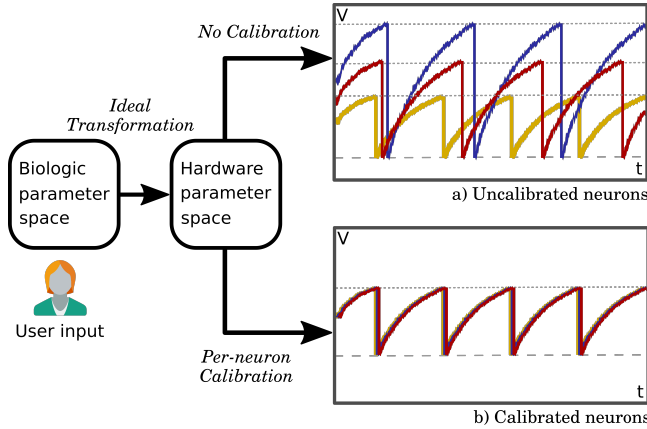 No Calibration
V
t
a) Uncalibrated neurons
Ideal
Transformation
Biologic
parameter
space
Hardware
parameter
space
User input
Per-neuron
Calibration
V
t
b) Calibrated neurons